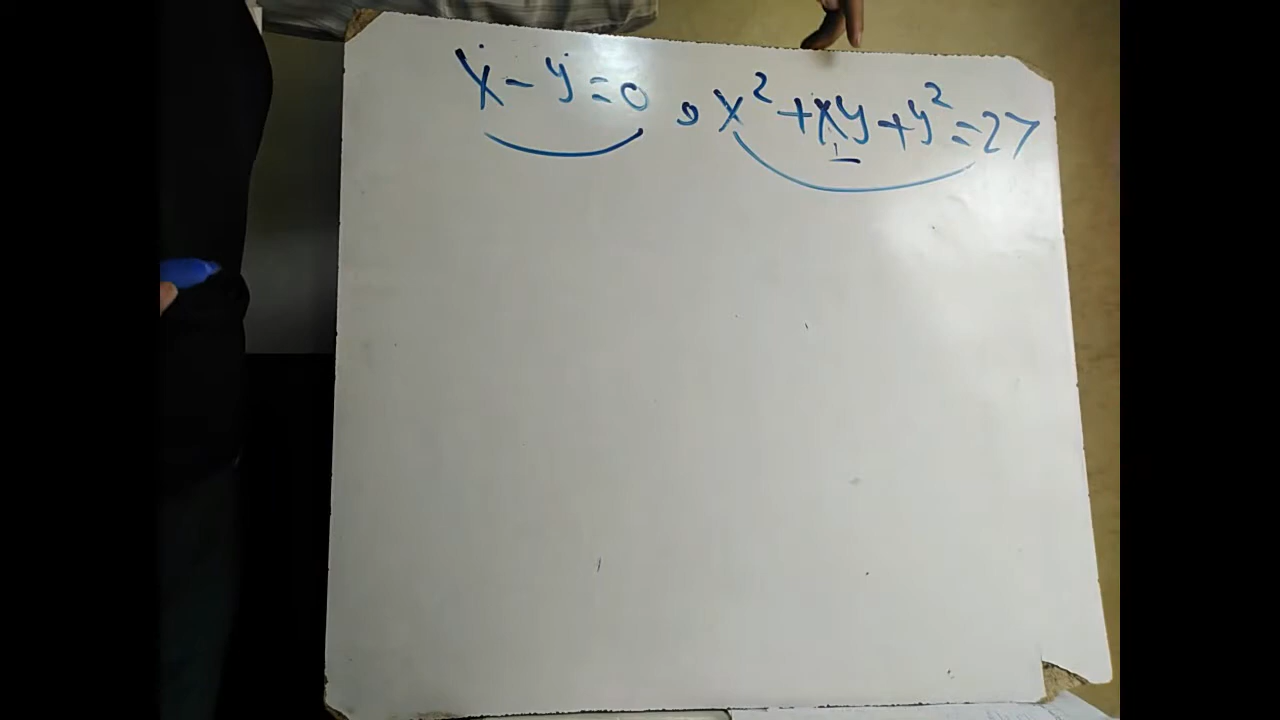 x - y = 0 , x² + xy + y² = 27